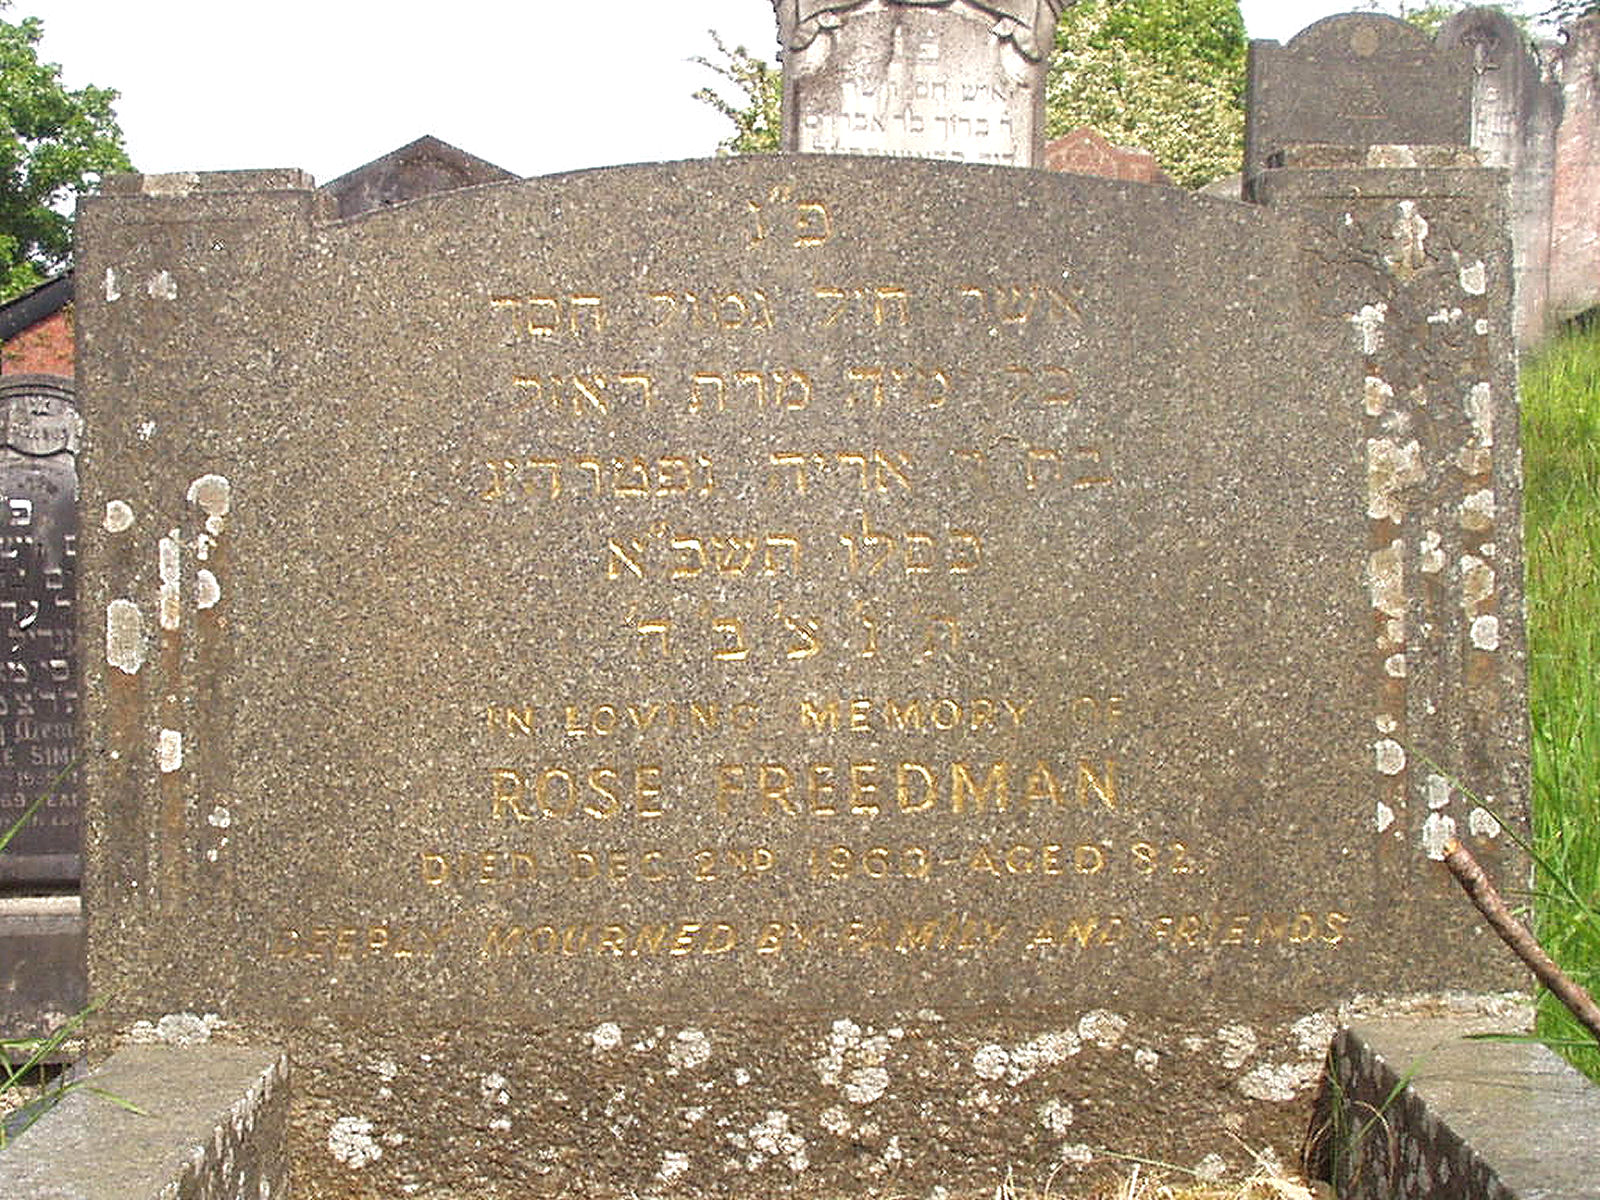 פ"נ
אשת חיל גמול חסד
כל ימיה מרת
בת ר' אריה נפטרה י"ג
כסלו תשכ"א
ת' נ' צ' ב' ה'
IN LOVING MEMORY OF
ROSE FREEDMAN
DIED DEC. 2ND 1960 - AGED 82.
DEEPLY MOURNED BY FAMILY AND FRIENDS.